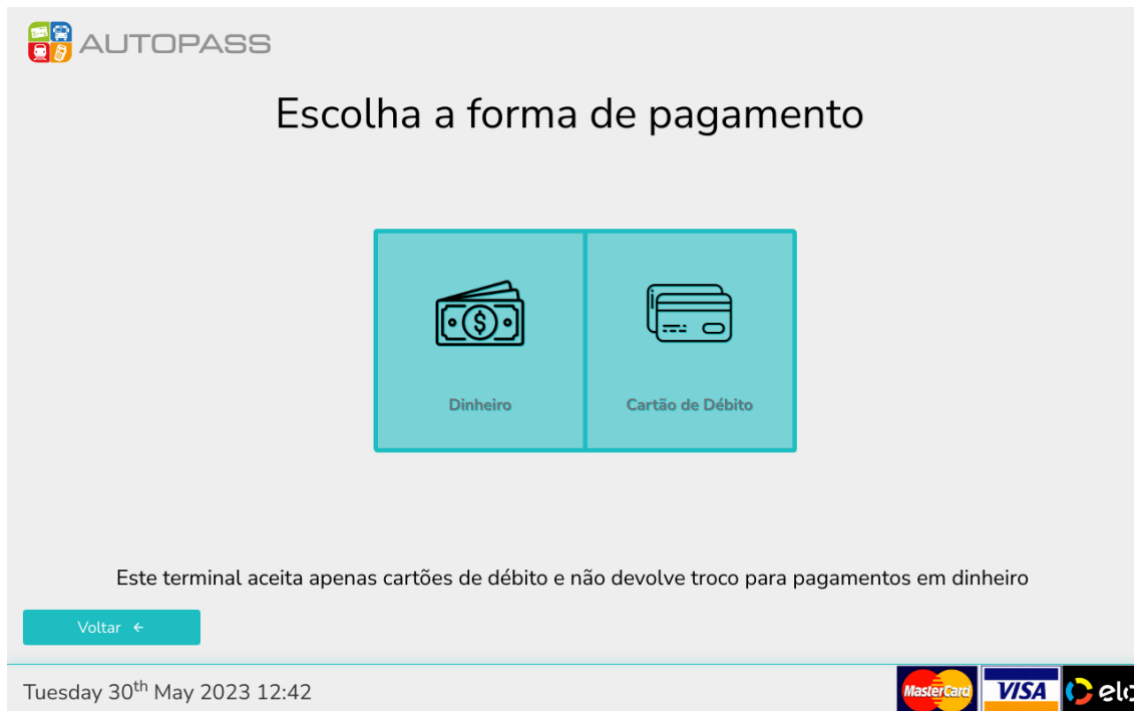 AUTOPASS
Escolha a forma de pagamento
Dinheiro
Cartão de Débito
Este terminal aceita apenas cartões de débito e não devolve troco para pagamentos em dinheiro
Voltar ←
Tuesday 30th May 2023 12:42
MasterCard
VISA
elo